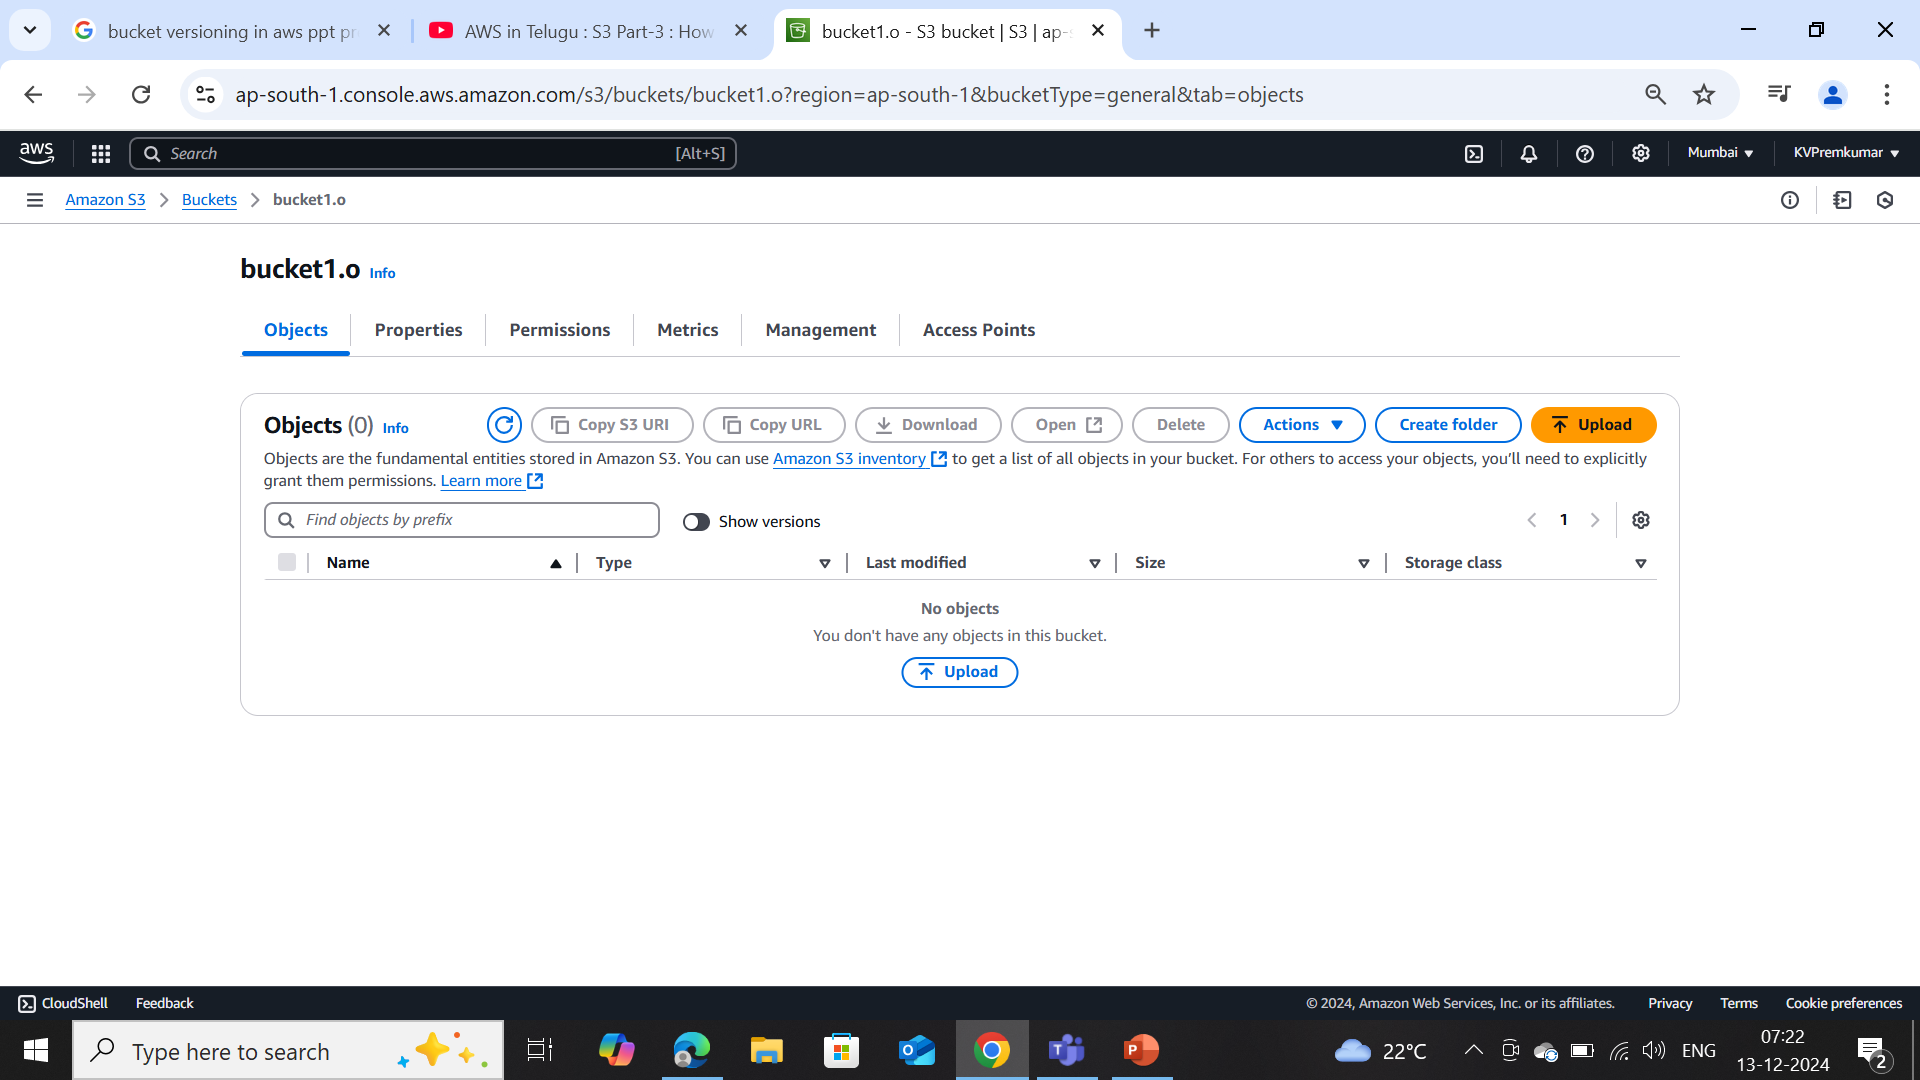 bucket versioning in aws ppt pr
AWS in Telugu : S3 Part-3 : How
bucket1.o - S3 bucket | S3 | ap-s
ap-south-1.console.aws.amazon.com/s3/buckets/bucket1.o?region=ap-south-1&bucketType=general&tab=objects
aws
Search
[Alt+S]
Mumbai
KVPremkumar
Amazon S3
Buckets
bucket1.o
bucket1.o Info
Objects
Properties
Permissions
Metrics
Management
Access Points
Objects (0) Info
Copy S3 URI
Copy URL
Download
Open
Delete
Actions
Create folder
Upload
Objects are the fundamental entities stored in Amazon S3. You can use Amazon S3 inventory to get a list of all objects in your bucket. For others to access your objects, you’ll need to explicitly
grant them permissions. Learn more
Find objects by prefix
Show versions
1
Name
Type
Last modified
Size
Storage class
No objects
You don't have any objects in this bucket.
Upload
CloudShell
Feedback
© 2024, Amazon Web Services, Inc. or its affiliates.
Privacy
Terms
Cookie preferences
Type here to search
22°C
ENG
07:22
13-12-2024
2